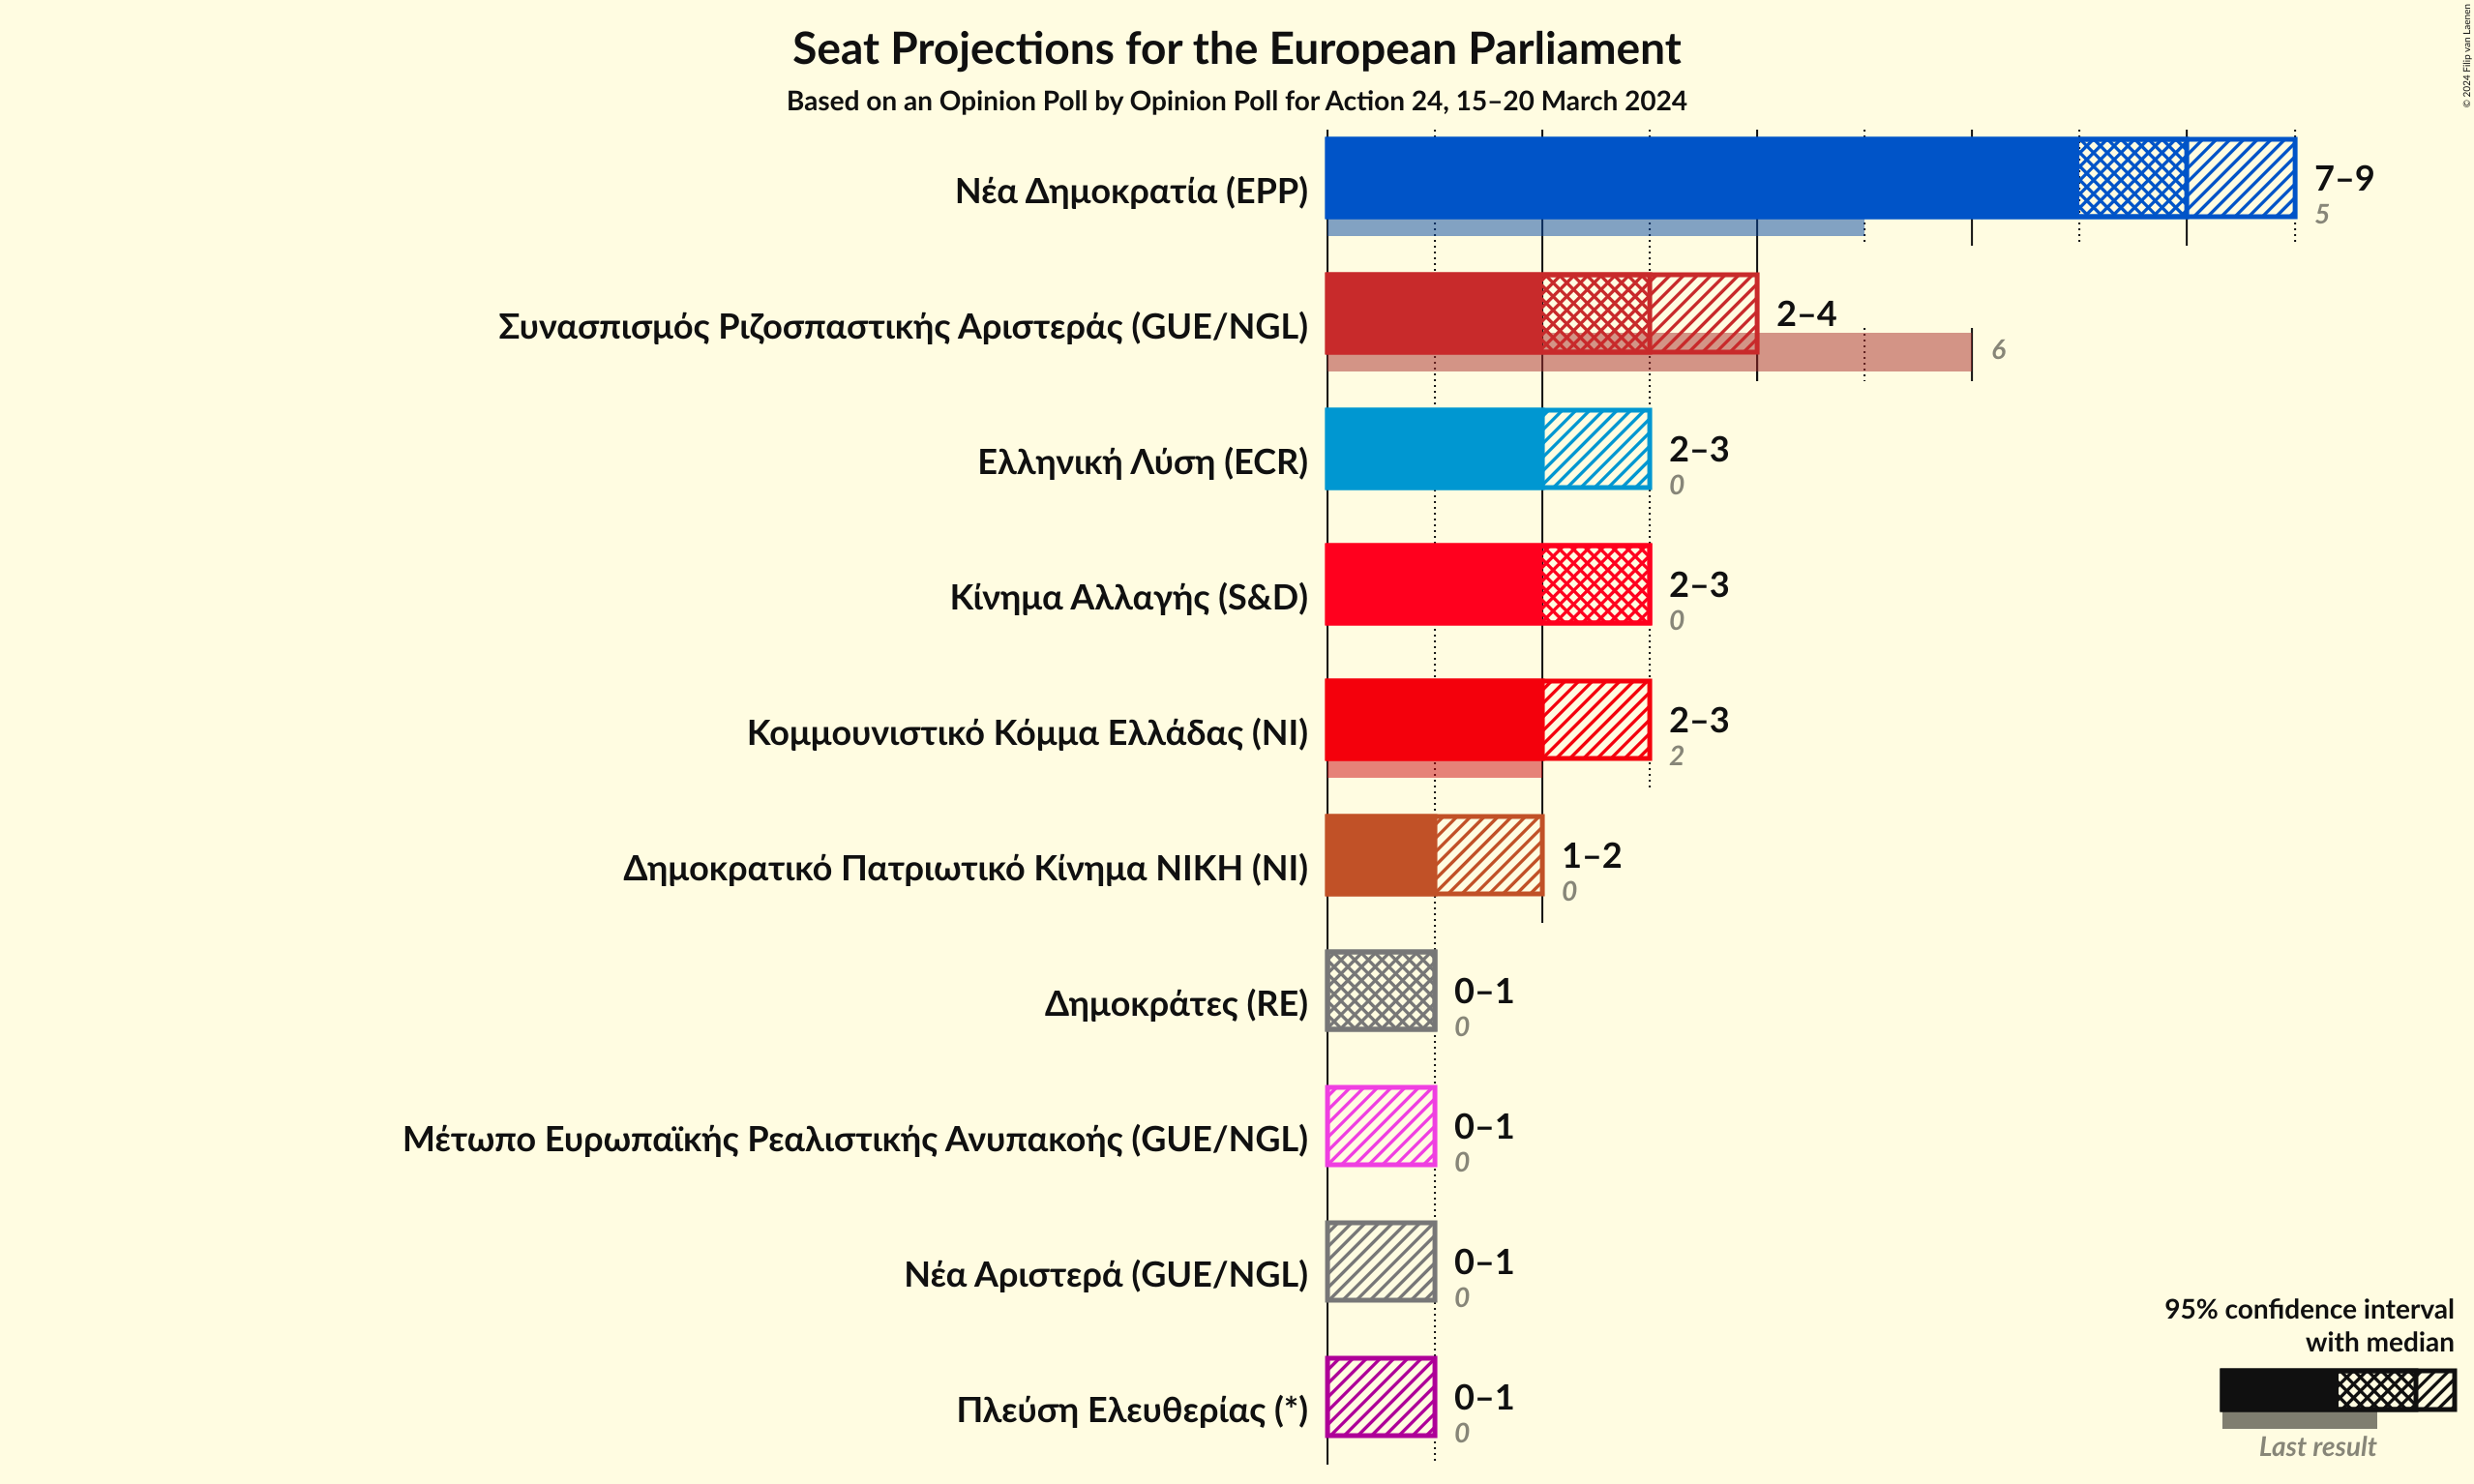 Seat Projections for the European Parliament
Based on an Opinion Poll by Opinion Poll for Action 24, 15–20 March 2024
© 2024 Filip van Laenen
Νέα Δημοκρατία (EPP)
7–9
5
Συνασπισμός Ριζοσπαστικής Αριστεράς (GUE/NGL)
2–4
6
Ελληνική Λύση (ECR)
2–3
0
Κίνημα Αλλαγής (S&D)
2–3
0
Κομμουνιστικό Κόμμα Ελλάδας (NI)
2–3
2
Δημοκρατικό Πατριωτικό Κίνημα ΝΙΚΗ (NI)
1–2
0
Δημοκράτες (RE)
0–1
0
Μέτωπο Ευρωπαϊκής Ρεαλιστικής Ανυπακοής (GUE/NGL)
0–1
0
Νέα Αριστερά (GUE/NGL)
0–1
0
Πλεύση Ελευθερίας (*)
0–1
0
95% confidence interval
with median
Last result